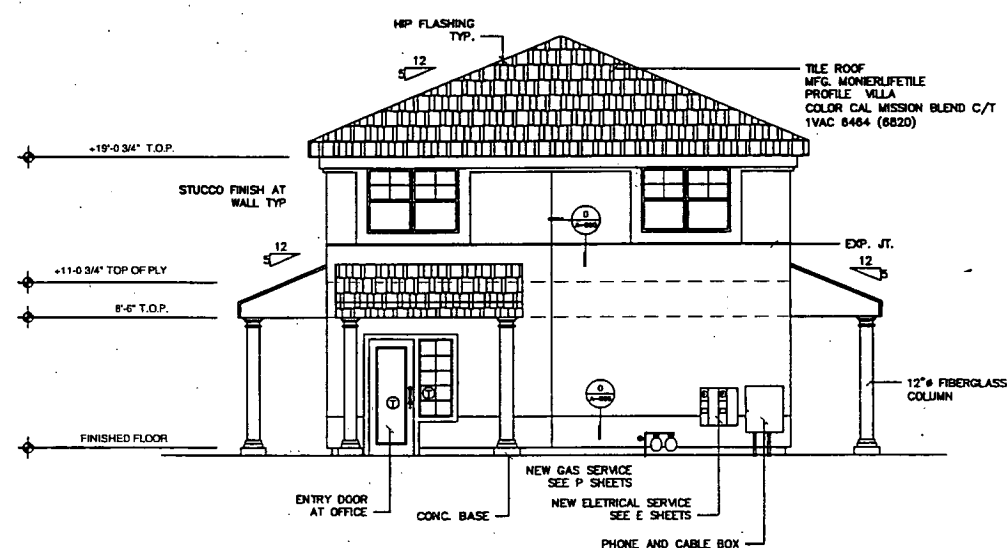 HIP FLASHING
TYP.
12
5
TILE ROOF
MFG. MONIERLIFETILE
PROFILE VILLA
COLOR CAL MISSION BLEND C/T
1VAC 6464 (6820)
+19'-0 3/4" T.O.P.
STUCCO FINISH AT
WALL TYP
D
EXP. JT.
12
5
12
5
+11-0 3/4" TOP OF PLY
8'-6" T.O.P.
12"ø FIBERGLASS
COLUMN
T
T
D
FINISHED FLOOR
NEW GAS SERVICE
SEE P SHEETS
ENTRY DOOR
AT OFFICE
CONC. BASE
NEW ELETRICAL SERVICE
SEE E SHEETS
PHONE AND CABLE BOX